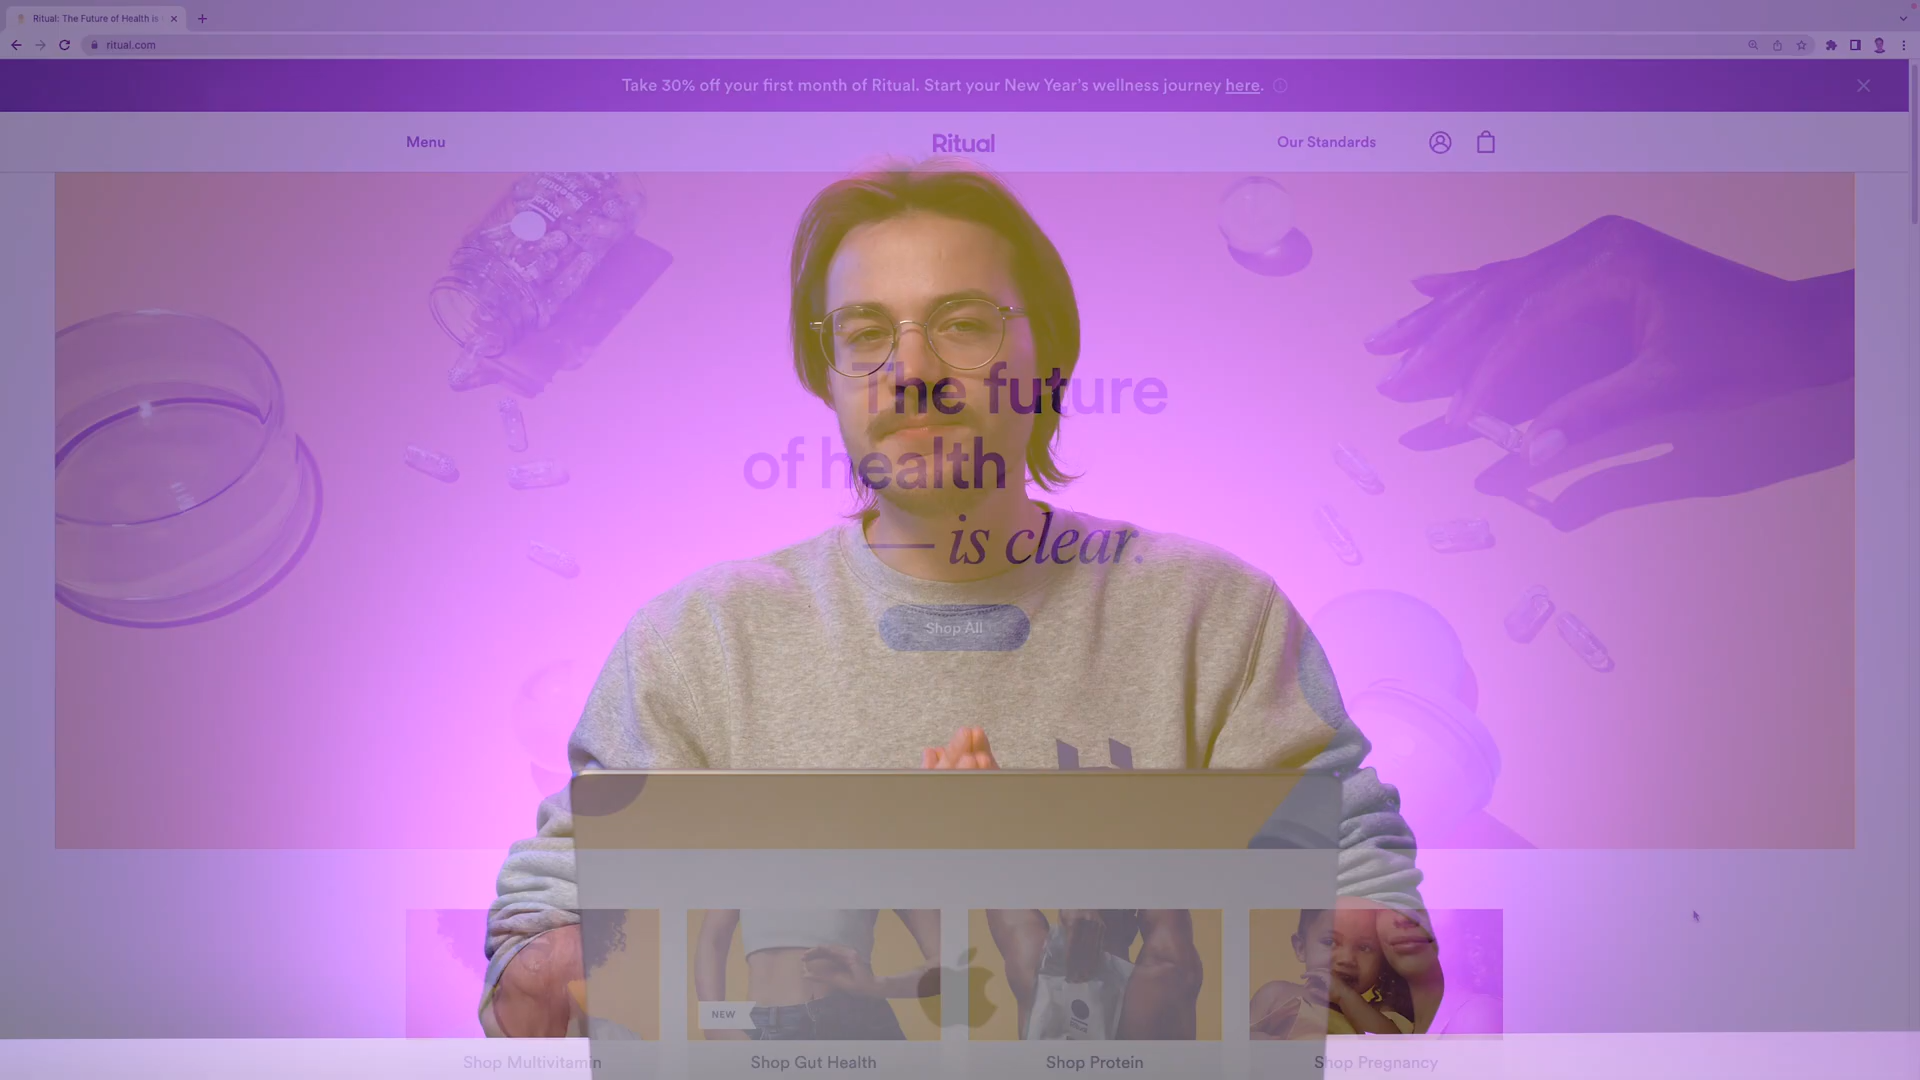 Ritual: The Future of Health is
ritual.com
Take 30% off your first month of Ritual. Start your New Year's wellness journey here.
Menu
Ritual
Our Standards
The future
of health
— is clear.
Shop All
NEW
Shop Multivitamin
Shop Gut Health
Shop Protein
Shop Pregnancy